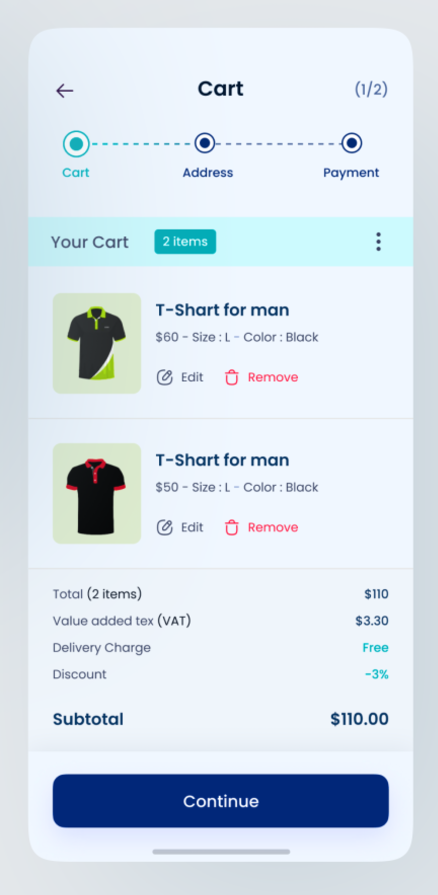 Cart
(1/2)
Cart
Address
Payment
Your Cart
2 items
T-Shart for man
$60 - Size : L - Color : Black
Edit
Remove
T-Shart for man
$50 - Size : L - Color : Black
Edit
Remove
Total (2 items) $110
Value added tex (VAT) $3.30
Delivery Charge Free
Discount -3%
Subtotal $110.00
Continue